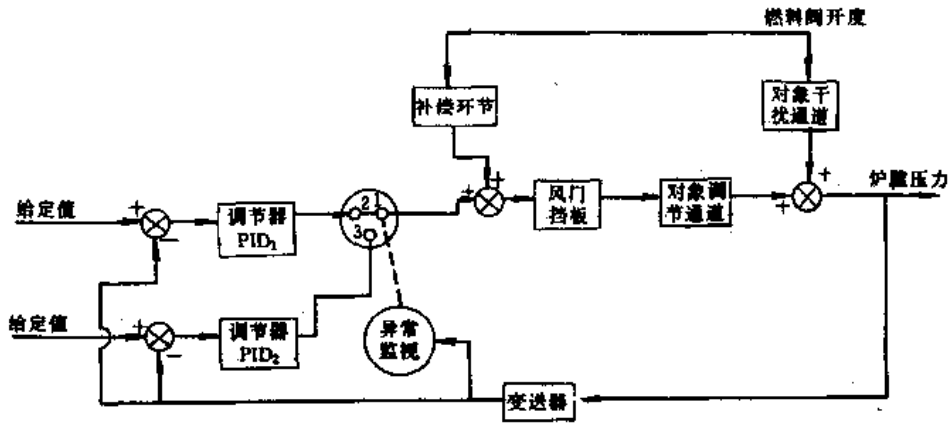 燃料阀开度
补偿环节
对象干
扰通道
炉膛压力
给定值
调节器
PID₁
2
1
3
风门
挡板
对象调
节通道
给定值
调节器
PID₂
异常
监视
变送器